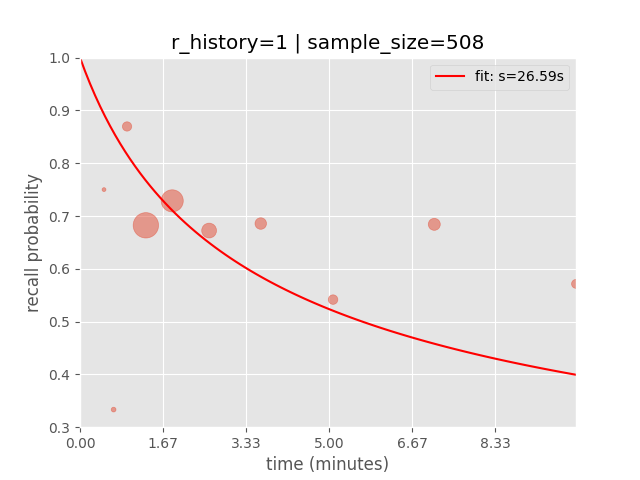 r_history=1 | sample_size=508
fit: s=26.59s
1.0
0.9
0.8
0.7
0.6
0.5
0.4
0.3
recall probability
0.00 1.67 3.33 5.00 6.67 8.33
time (minutes)